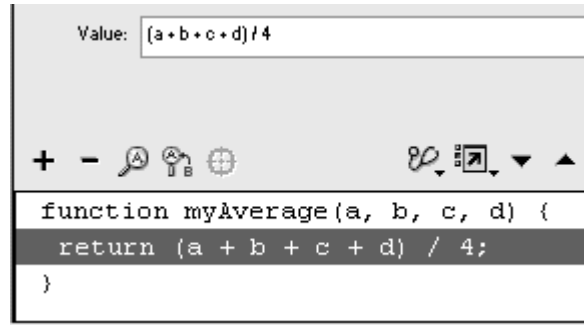 Value: (a+b+c+d)/4
function myAverage(a, b, c, d) {
return (a + b + c + d) / 4;
}